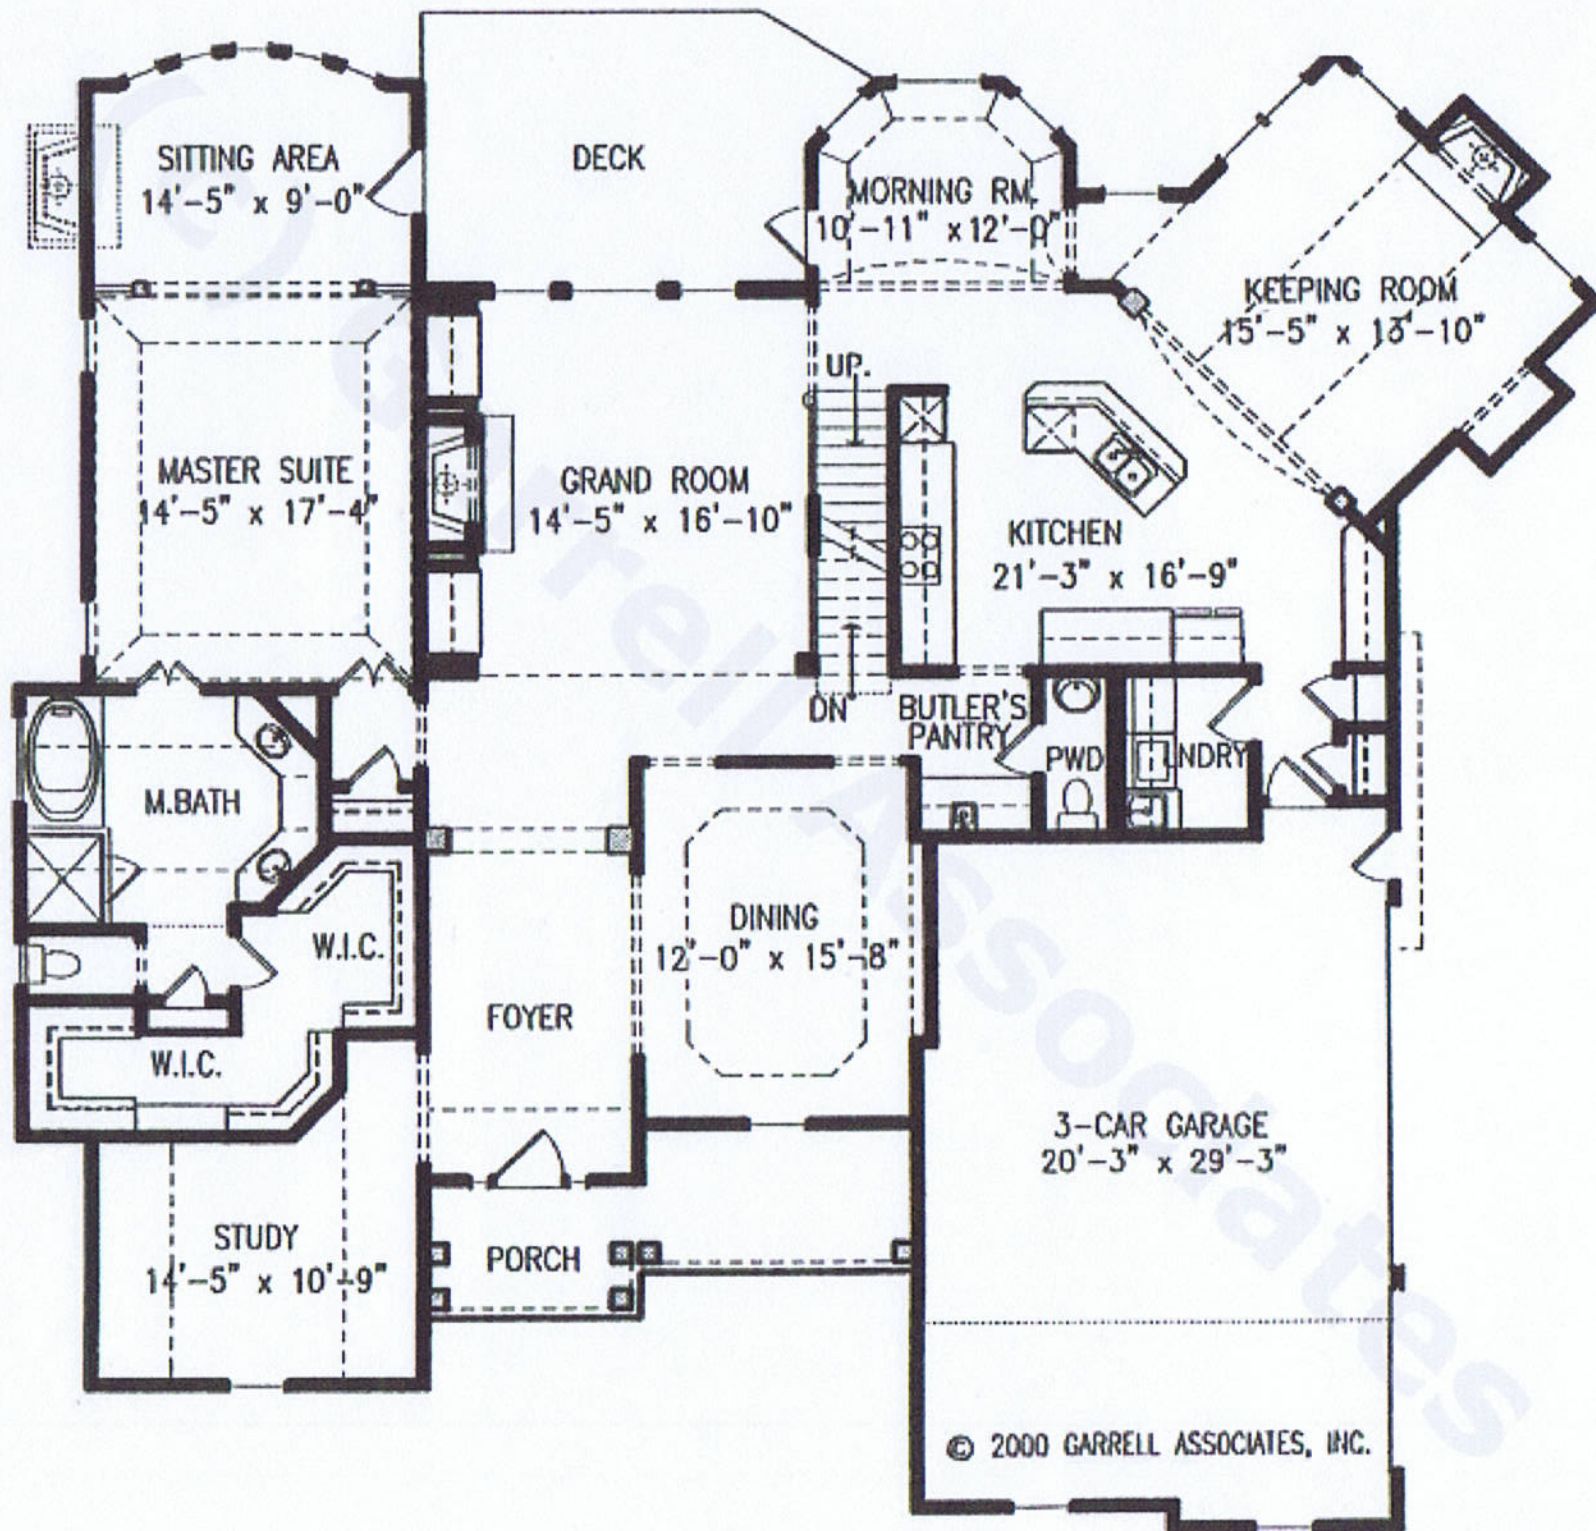 SITTING AREA
14'-5" x 9'-0"
DECK
MORNING RM.
10'-11" x 12'-0"
KEEPING ROOM
15'-5" x 13'-10"
UP.
MASTER SUITE
14'-5" x 17'-4"
GRAND ROOM
14'-5" x 16'-10"
KITCHEN
21'-3" x 16'-9"
DN
BUTLER'S
PANTRY
PWD
LNDRY
M.BATH
W.I.C.
DINING
12'-0" x 15'-8"
FOYER
W.I.C.
3-CAR GARAGE
20'-3" x 29'-3"
STUDY
14'-5" x 10'-9"
PORCH
© 2000 GARRELL ASSOCIATES, INC.
(c) Garrell Associates